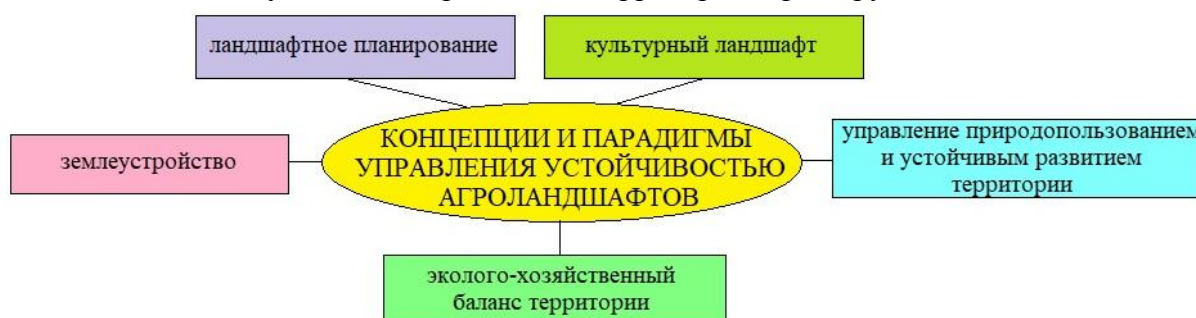 ландшафтное планирование
культурный ландшафт
землеустройство
КОНЦЕПЦИИ И ПАРАДИГМЫ
УПРАВЛЕНИЯ УСТОЙЧИВОСТЬЮ
АГРОЛАНДШАФТОВ
управление природопользованием
и устойчивым развитием
территории
эколого-хозяйственный
баланс территории